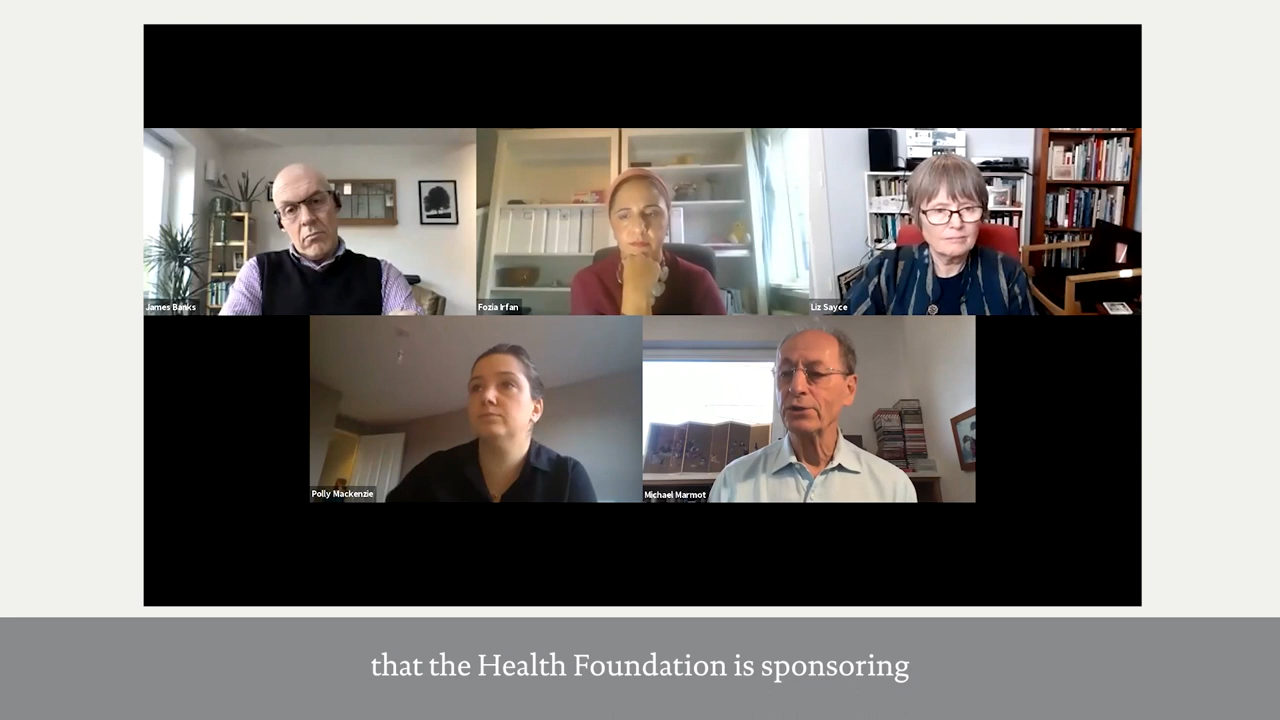 James Banks
Fozia Irfan
Liz Sayce
Polly Mackenzie
Michael Marmot
that the Health Foundation is sponsoring